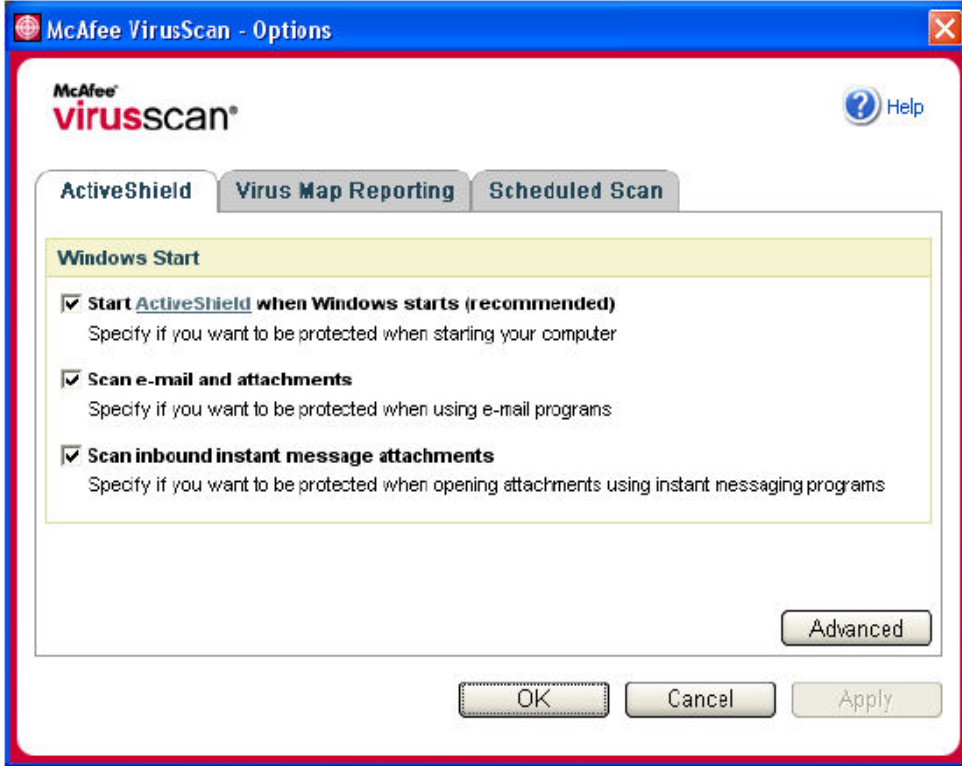 McAfee VirusScan - Options
McAfee®
virusscan®
Help
ActiveShield
Virus Map Reporting
Scheduled Scan
Windows Start
Start ActiveShield when Windows starts (recommended)
Specify if you want to be protected when starting your computer
Scan e-mail and attachments
Specify if you want to be protected when using e-mail programs
Scan inbound instant message attachments
Specify if you want to be protected when opening attachments using instant messaging programs
Advanced
OK
Cancel
Apply